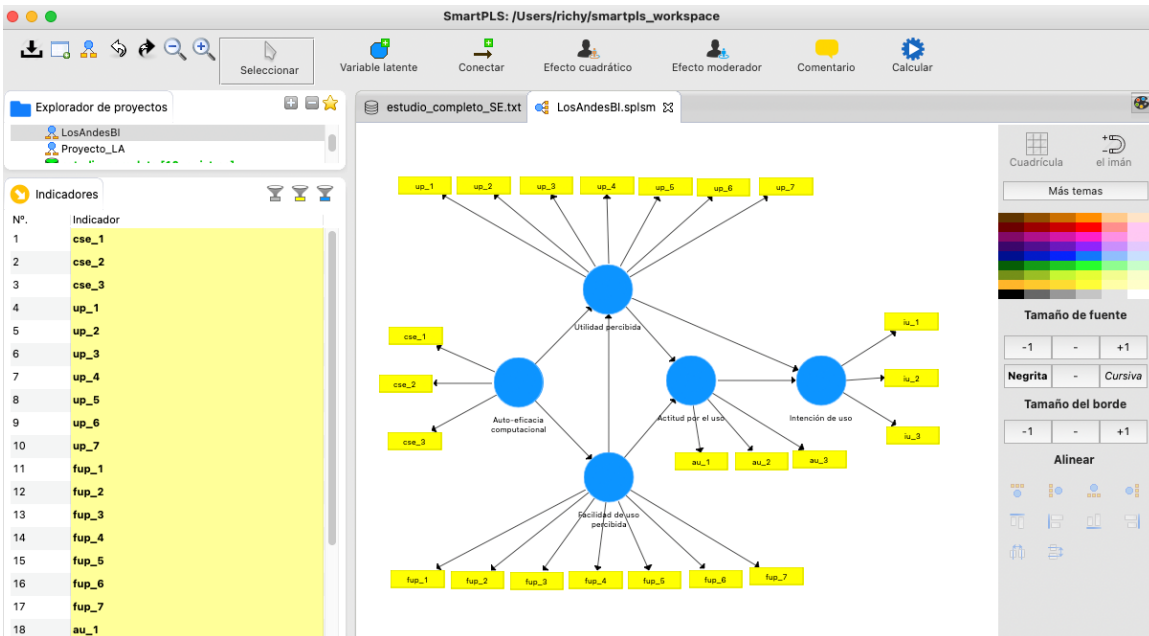 SmartPLS: /Users/richy/smartpls_workspace
Seleccionar
Variable latente
Conectar
Efecto cuadrático
Efecto moderador
Comentario
Calcular
Explorador de proyectos
LosAndesBI
Proyecto_LA
estudio_completo_SE.txt
LosAndesBI.splsm
Indicadores
Nº. Indicador
1 cse_1
2 cse_2
3 cse_3
4 up_1
5 up_2
6 up_3
7 up_4
8 up_5
9 up_6
10 up_7
11 fup_1
12 fup_2
13 fup_3
14 fup_4
15 fup_5
16 fup_6
17 fup_7
18 au_1
up_1
up_2
up_3
up_4
up_5
up_6
up_7
Utilidad percibida
cse_1
cse_2
cse_3
Auto-eficacia
computacional
Actitud por el uso
Intención de uso
iu_1
iu_2
iu_3
au_1
au_2
au_3
Facilidad de uso
percibida
fup_1
fup_2
fup_3
fup_4
fup_5
fup_6
fup_7
Cuadrícula
el imán
Más temas
Tamaño de fuente
-1 - +1
Negrita - Cursiva
Tamaño del borde
-1 - +1
Alinear